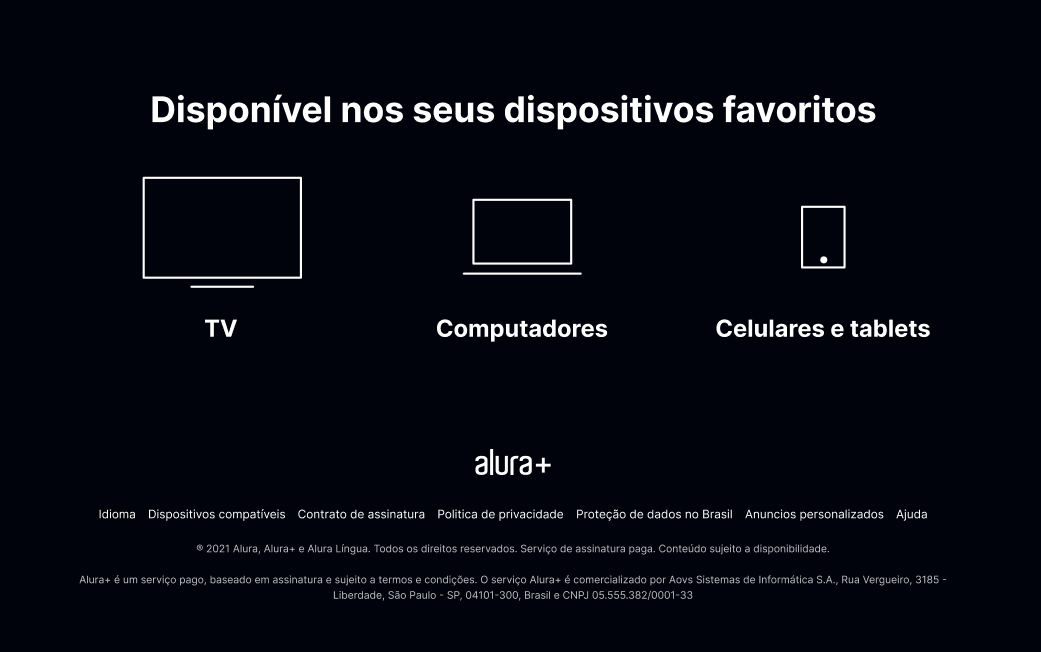 Disponível nos seus dispositivos favoritos
TV
Computadores
Celulares e tablets
alura+
Idioma Dispositivos compatíveis Contrato de assinatura Politica de privacidade Proteção de dados no Brasil Anuncios personalizados Ajuda
® 2021 Alura, Alura+ e Alura Língua. Todos os direitos reservados. Serviço de assinatura paga. Conteúdo sujeito a disponibilidade.
Alura+ é um serviço pago, baseado em assinatura e sujeito a termos e condições. O serviço Alura+ é comercializado por Aovs Sistemas de Informática S.A., Rua Vergueiro, 3185 -
Liberdade, São Paulo - SP, 04101-300, Brasil e CNPJ 05.555.382/0001-33